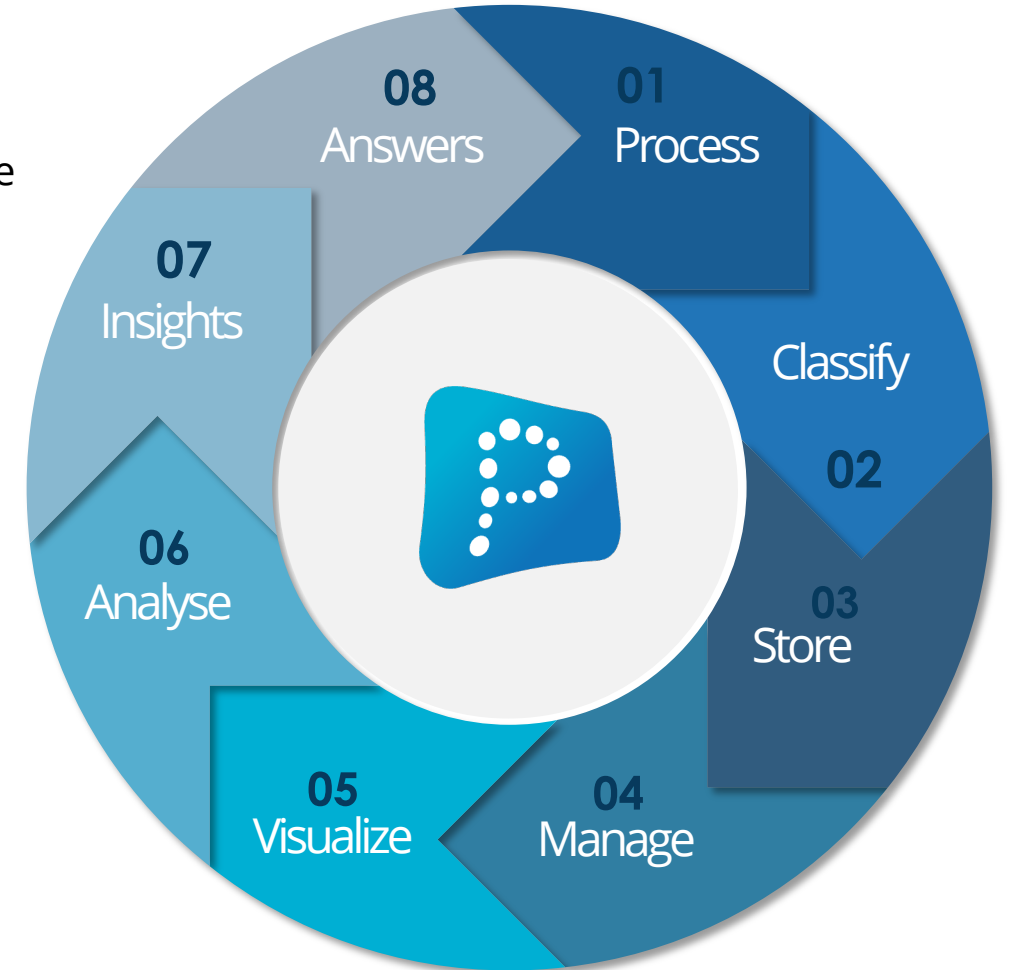 01
Process
Classify
02
03
Store
04
Manage
05
Visualize
06
Analyse
07
Insights
08
Answers
e
P